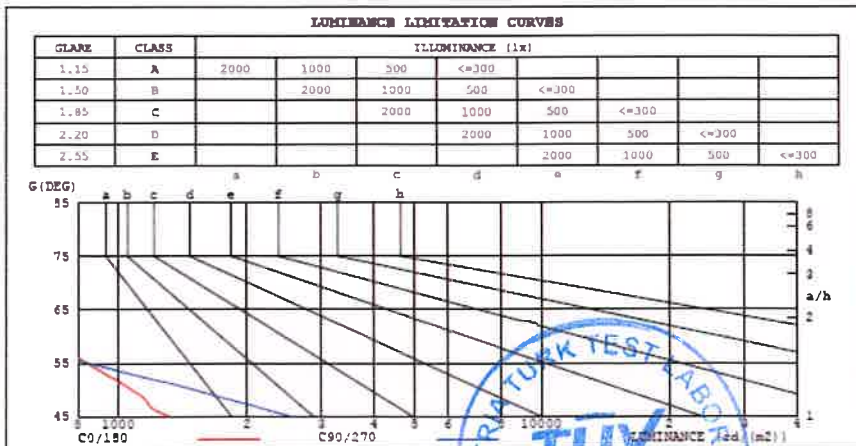 LUMINANCE LIMITATION CURVES
GLARE CLASS ILLUMINANCE (lx)
1.15 A 2000 1000 500 <=300
1.50 B 2000 1000 500 <=300
1.85 C 2000 1000 500 <=300
2.20 D 2000 1000 500 <=300
2.55 E 2000 1000 500 <=300
a b c d e f g h
G(DEG) a b c d e f g h
85 8
6
75 4
3
65 a/h
2
55
45 1
8 1000 2 3 4 5 6 8 10000 2 3 4
C0/180 C90/270 LUMINANCE (cd/(m2))
TURK TEST LABOR
TÜV